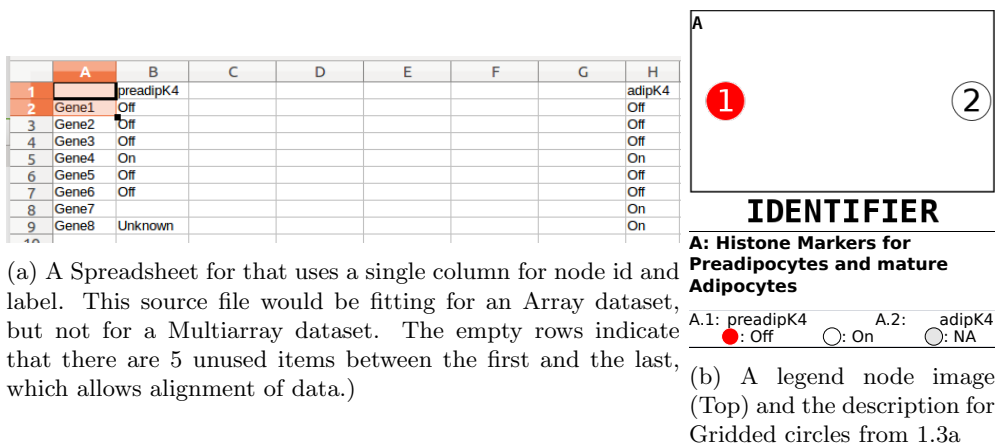 A B C D E F G H
1 preadipK4 adipK4
2 Gene1 Off Off
3 Gene2 Off Off
4 Gene3 Off Off
5 Gene4 On On
6 Gene5 Off Off
7 Gene6 Off Off
8 Gene7 On
9 Gene8 Unknown On
10
(a) A Spreadsheet for that uses a single column for node id and
label. This source file would be fitting for an Array dataset,
but not for a Multiarray dataset. The empty rows indicate
that there are 5 unused items between the first and the last,
which allows alignment of data.)
A
1 2
IDENTIFIER
A: Histone Markers for
Preadipocytes and mature
Adipocytes
A.1: preadipK4 A.2: adipK4
: Off : On : NA
(b) A legend node image
(Top) and the description for
Gridded circles from 1.3a